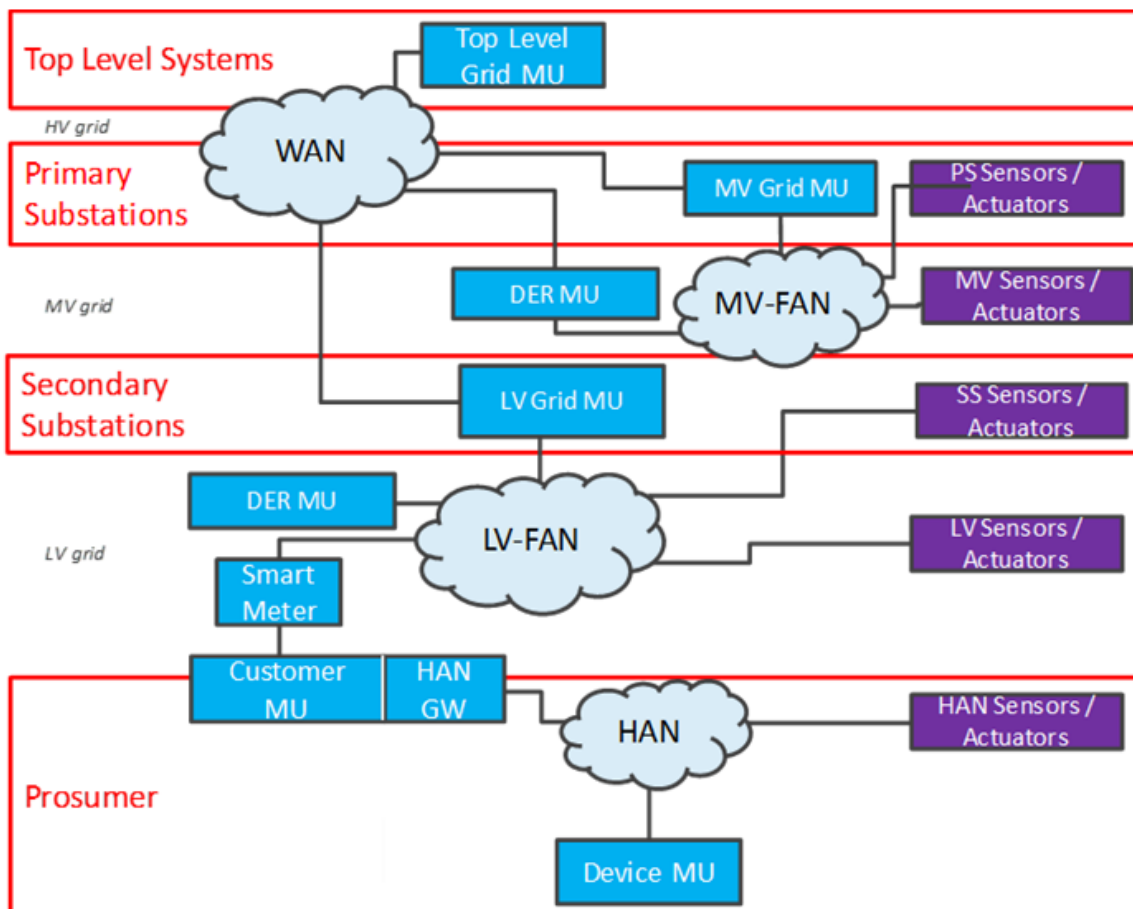 Top Level Systems
Top Level
Grid MU
HV grid
WAN
Primary
Substations
MV Grid MU
PS Sensors /
Actuators
MV grid
DER MU
MV-FAN
MV Sensors /
Actuators
Secondary
Substations
LV Grid MU
SS Sensors /
Actuators
DER MU
LV-FAN
LV grid
LV Sensors /
Actuators
Smart
Meter
Customer
MU
HAN
GW
HAN
HAN Sensors /
Actuators
Prosumer
Device MU